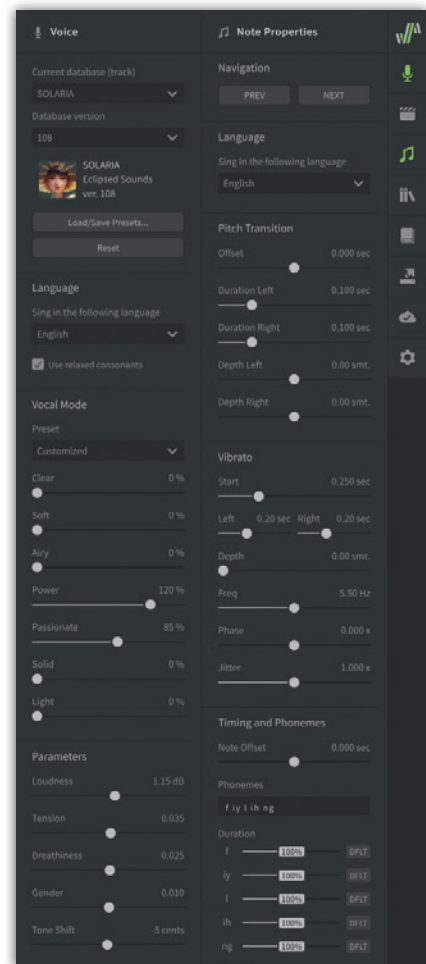 Voice
Current database (track)
SOLARIA
Database version
108
SOLARIA
Eclipsed Sounds
ver. 108
Load/Save Presets...
Reset
Language
Sing in the following language
English
Use relaxed consonants
Vocal Mode
Preset
Customized
Clear 0 %
Soft 0 %
Airy 0 %
Power 120 %
Passionate 85 %
Solid 0 %
Light 0 %
Parameters
Loudness 1.15 dB
Tension 0.035
Breathiness 0.025
Gender 0.010
Tone Shift -5 cents
Note Properties
Navigation
PREV NEXT
Language
Sing in the following language
English
Pitch Transition
Offset 0.000 sec
Duration Left 0.100 sec
Duration Right 0.100 sec
Depth Left 0.00 smt.
Depth Right 0.00 smt.
Vibrato
Start 0.250 sec
Left 0.20 sec Right 0.20 sec
Depth 0.00 smt.
Freq 5.50 Hz
Phase 0.000 x
Jitter 1.000 x
Timing and Phonemes
Note Offset 0.000 sec
Phonemes
f iy l ih ng
Duration
f 100% DFLT
iy 100% DFLT
l 100% DFLT
ih 100% DFLT
ng 100% DFLT